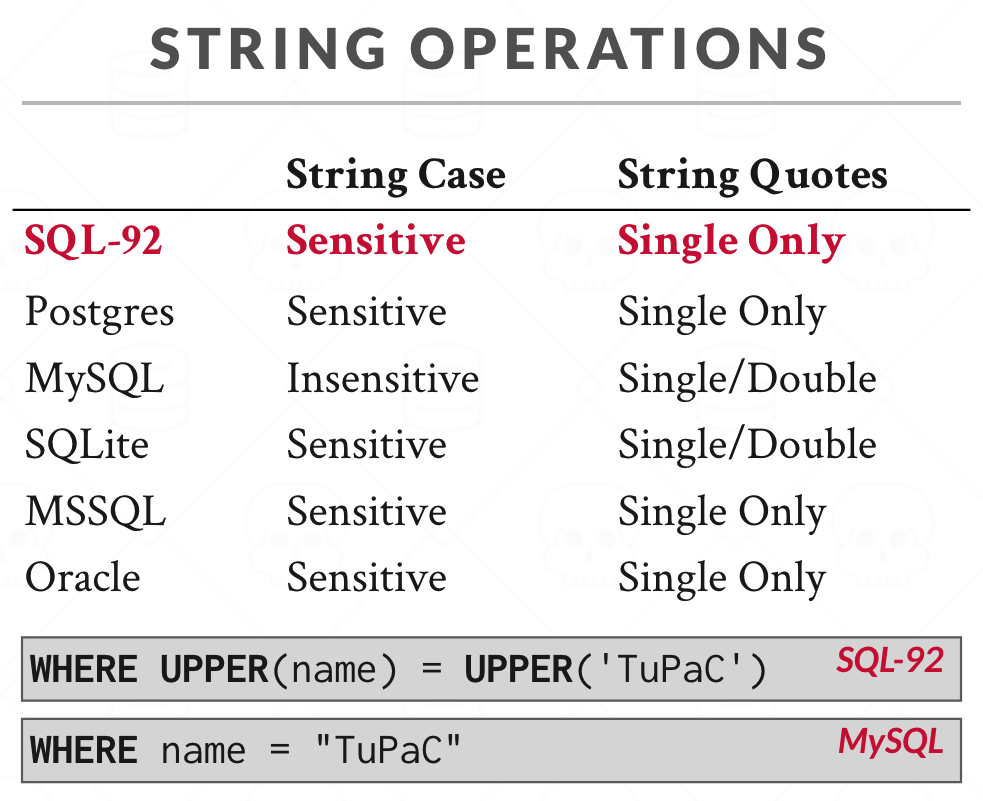 STRING OPERATIONS
String Case String Quotes
SQL-92 Sensitive Single Only
Postgres Sensitive Single Only
MySQL Insensitive Single/Double
SQLite Sensitive Single/Double
MSSQL Sensitive Single Only
Oracle Sensitive Single Only
WHERE UPPER(name) = UPPER('TuPaC') SQL-92
WHERE name = "TuPaC" MySQL